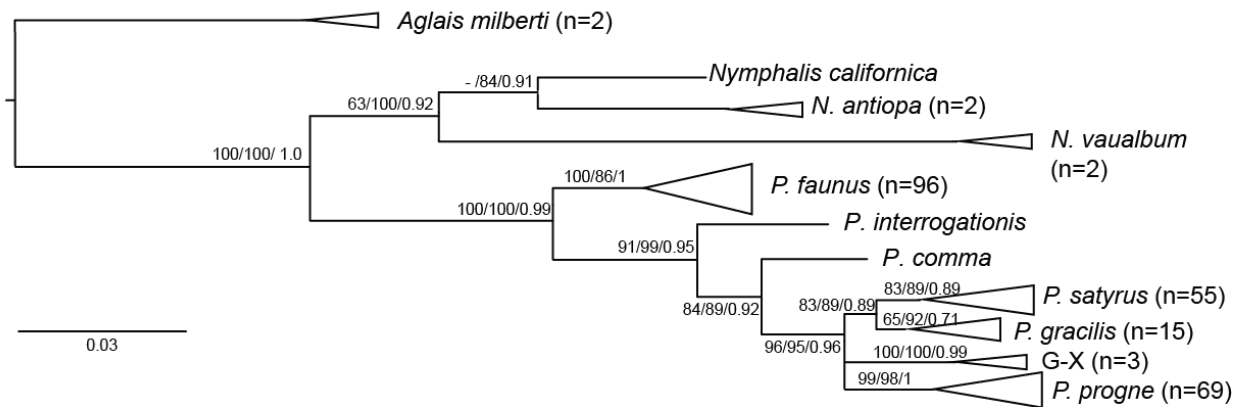 Aglais milberti (n=2)
Nymphalis californica
- /84/0.91
63/100/0.92
N. antiopa (n=2)
N. vaualbum
(n=2)
100/100/ 1.0
100/86/1
P. faunus (n=96)
100/100/0.99
P. interrogationis
91/99/0.95
P. comma
83/89/0.89
P. satyrus (n=55)
84/89/0.92
83/89/0.89
65/92/0.71
P. gracilis (n=15)
0.03
96/95/0.96
100/100/0.99
G-X (n=3)
99/98/1
P. progne (n=69)